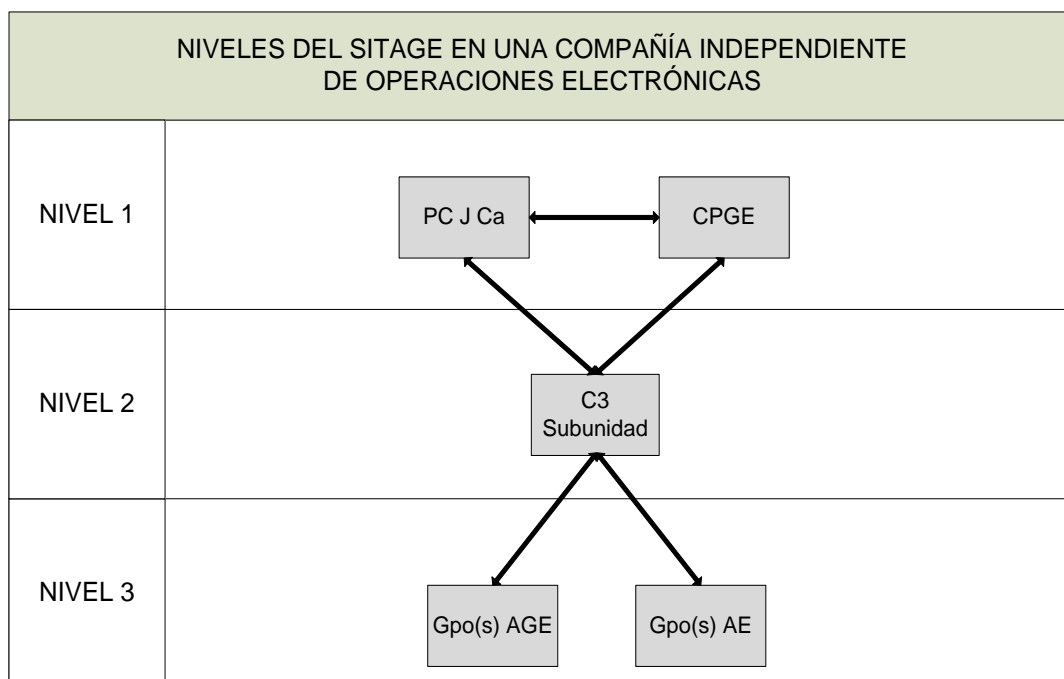 NIVELES DEL SITAGE EN UNA COMPAÑÍA INDEPENDIENTE
DE OPERACIONES ELECTRÓNICAS
NIVEL 1
PC J Ca
CPGE
NIVEL 2
C3
Subunidad
NIVEL 3
Gpo(s) AGE
Gpo(s) AE